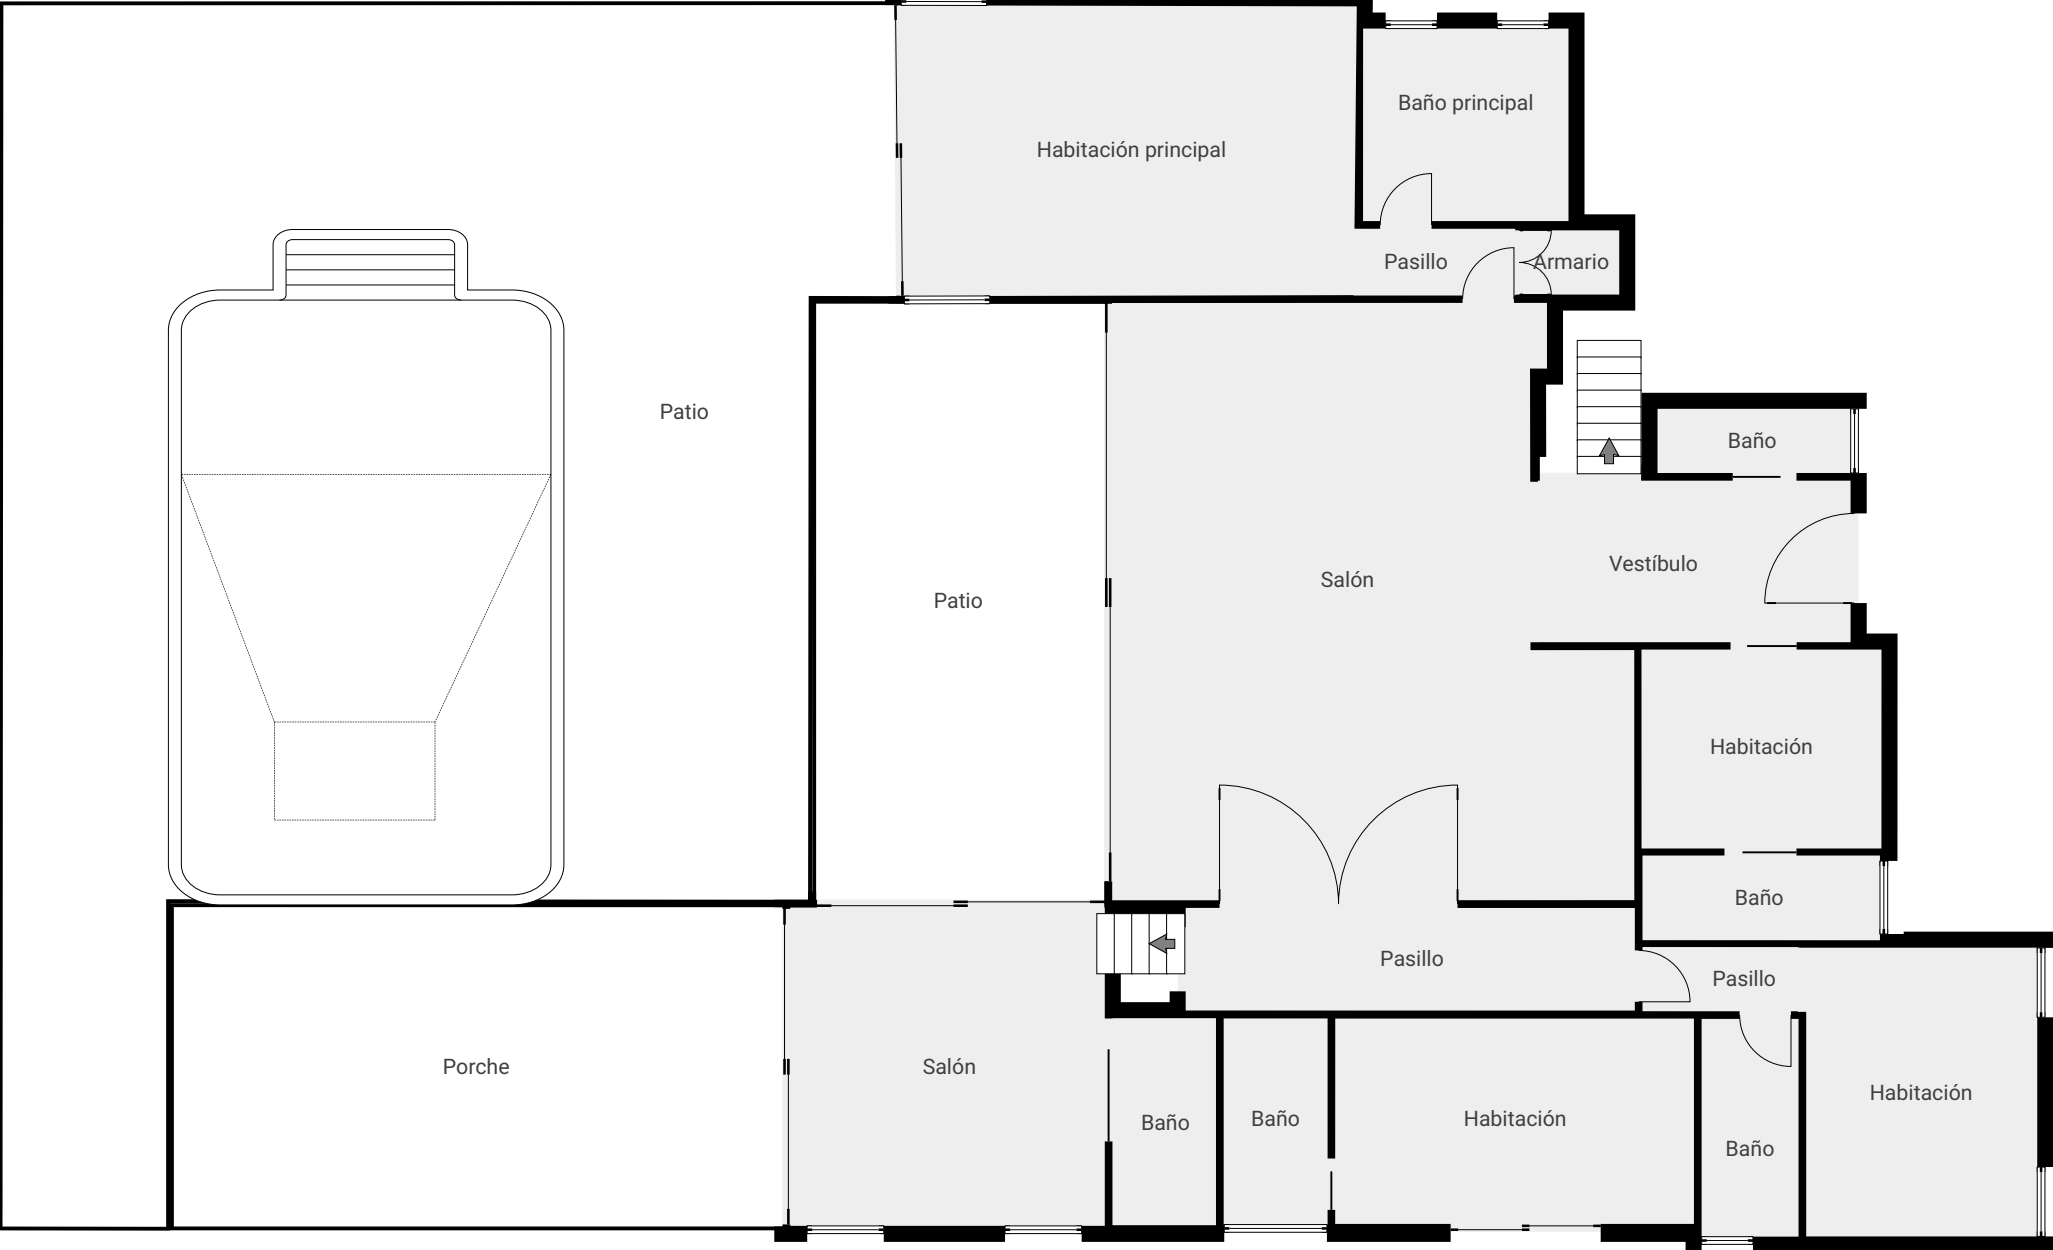 Baño principal
Habitación principal
Pasillo
Armario
Patio
Baño
Vestíbulo
Salón
Patio
Habitación
Baño
Pasillo
Pasillo
Porche
Salón
Habitación
Baño
Baño
Habitación
Baño